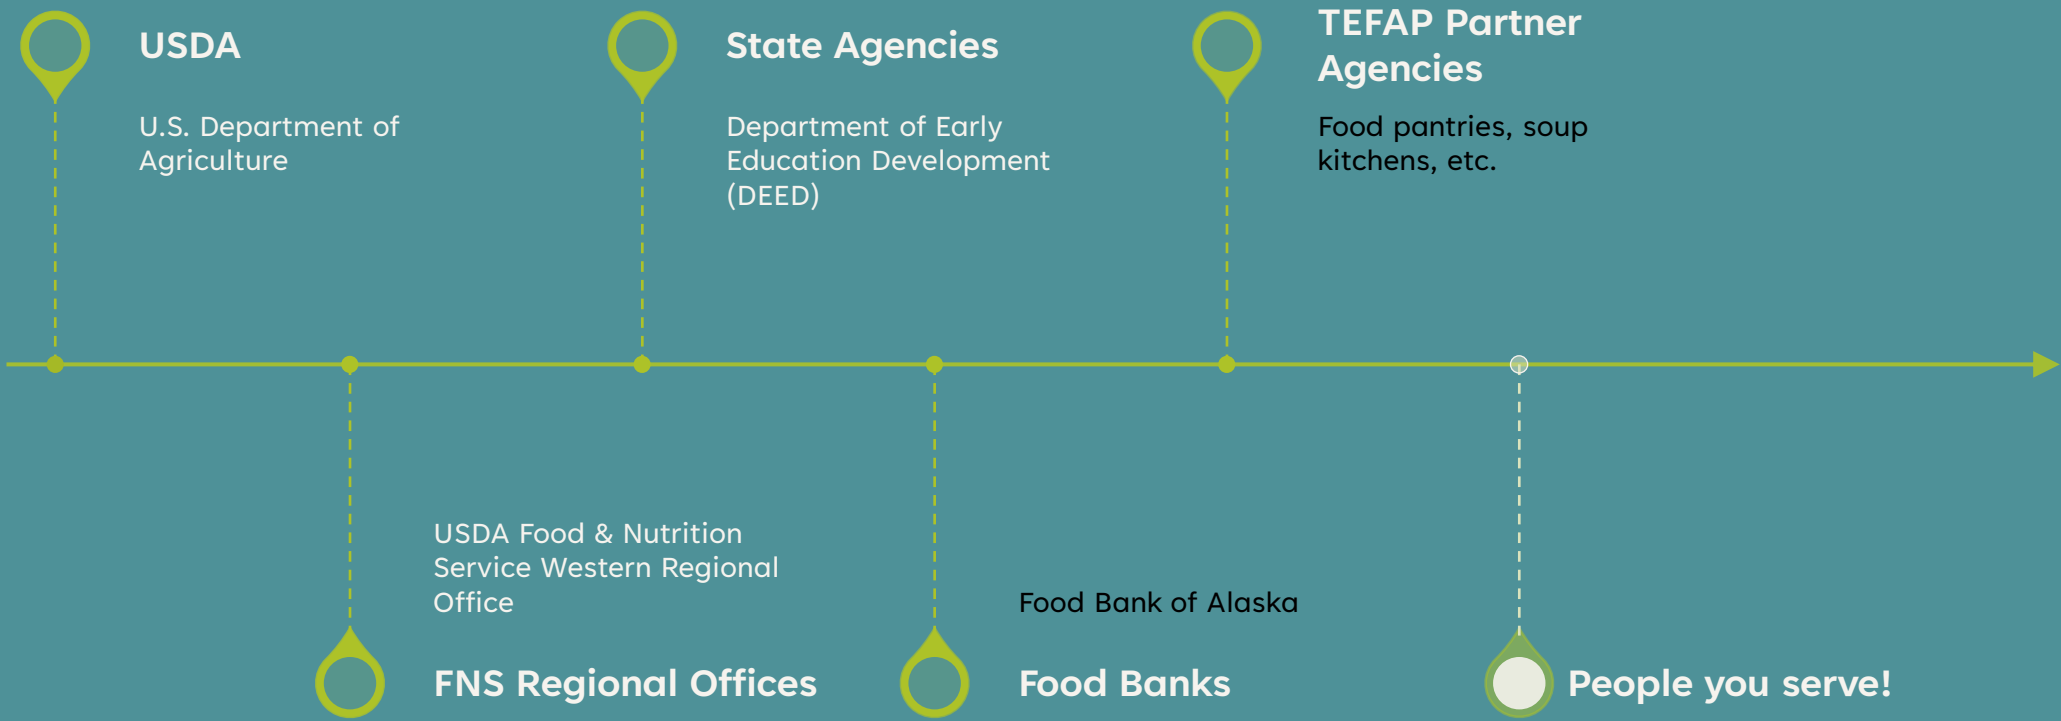 USDA
U.S. Department of
Agriculture
State Agencies
Department of Early
Education Development
(DEED)
TEFAP Partner
Agencies
Food pantries, soup
kitchens, etc.
USDA Food & Nutrition
Service Western Regional
Office
FNS Regional Offices
Food Bank of Alaska
Food Banks
People you serve!